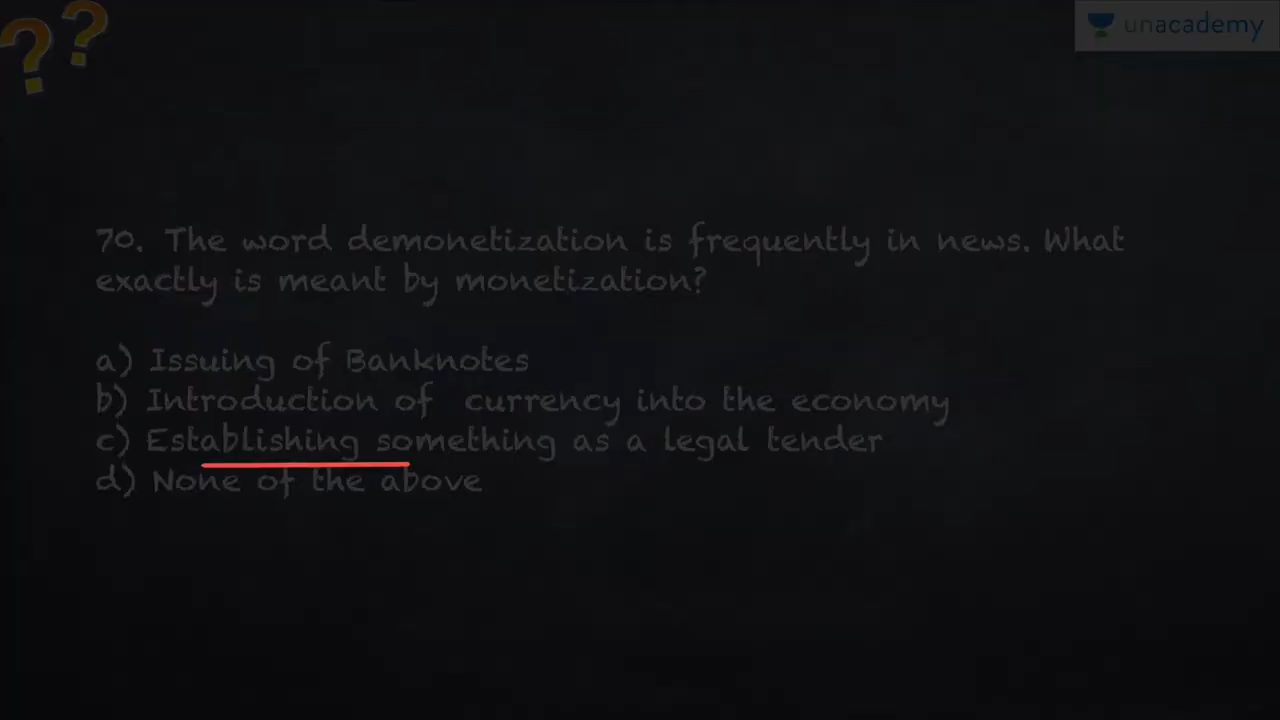 ??
unacademy
70. The word demonetization is frequently in news. What
exactly is meant by monetization?
a) Issuing of Banknotes
b) Introduction of currency into the economy
c) Establishing something as a legal tender
d) None of the above